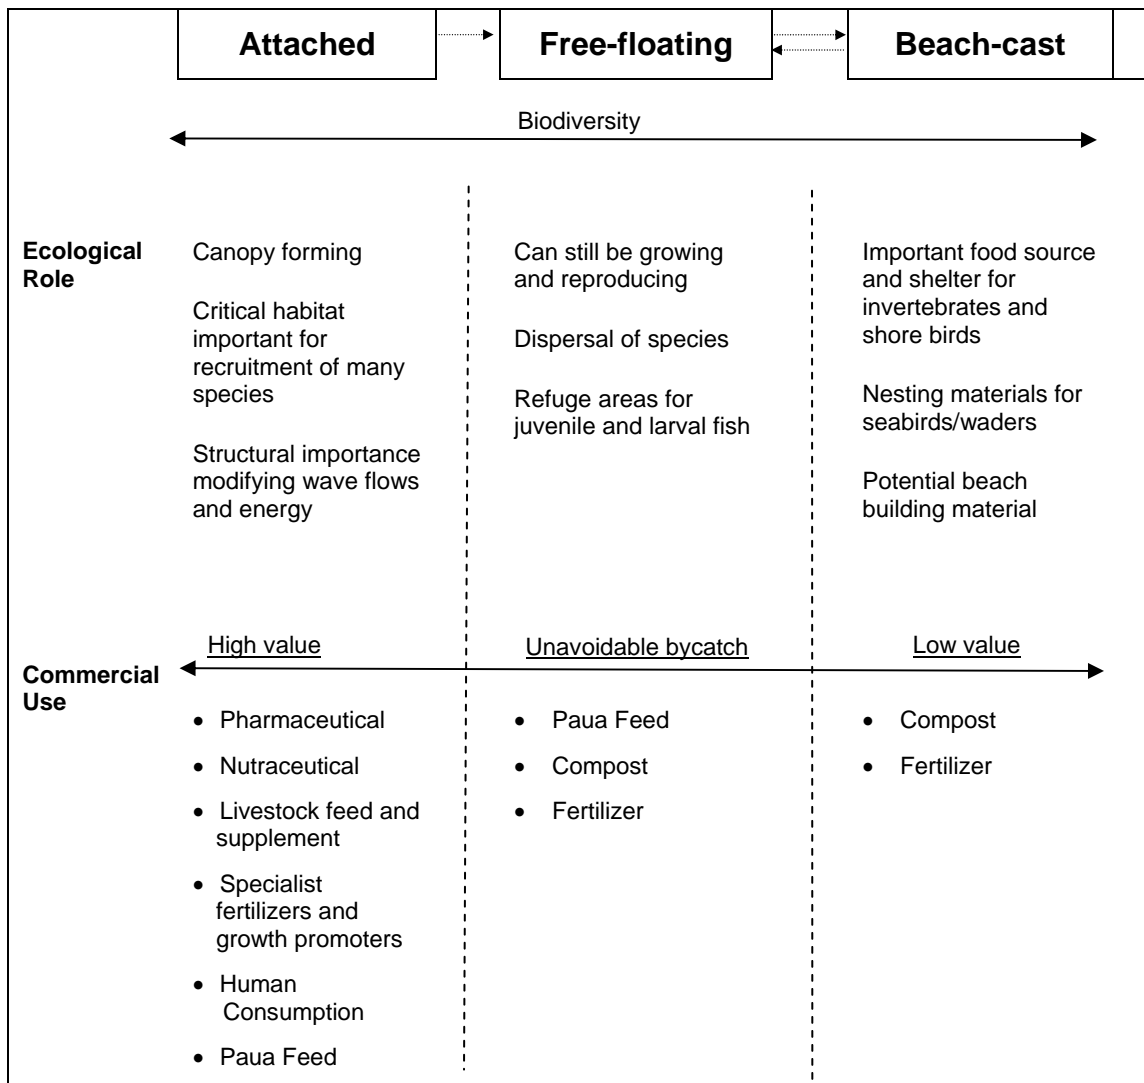 Attached
Free-floating
Beach-cast
Biodiversity
Ecological
Role
Canopy forming
Critical habitat
important for
recruitment of many
species
Structural importance
modifying wave flows
and energy
Can still be growing
and reproducing
Dispersal of species
Refuge areas for
juvenile and larval fish
Important food source
and shelter for
invertebrates and
shore birds
Nesting materials for
seabirds/waders
Potential beach
building material
Commercial
Use
High value
Unavoidable bycatch
Low value
• Pharmaceutical
• Nutraceutical
• Livestock feed and
supplement
• Specialist
fertilizers and
growth promoters
• Human
Consumption
• Paua Feed
• Paua Feed
• Compost
• Fertilizer
• Compost
• Fertilizer